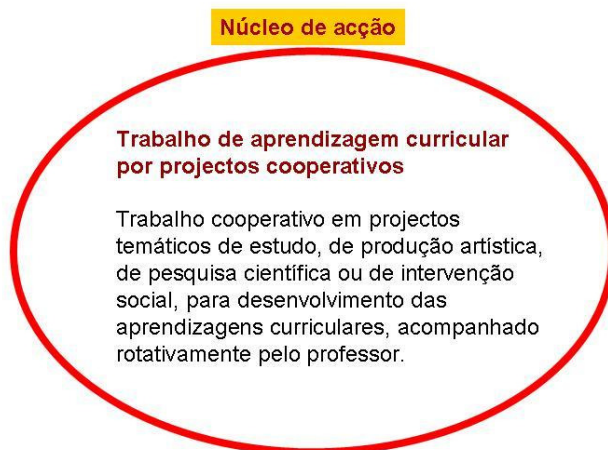 Núcleo de acção
Trabalho de aprendizagem curricular
por projectos cooperativos
Trabalho cooperativo em projectos
temáticos de estudo, de produção artística,
de pesquisa científica ou de intervenção
social, para desenvolvimento das
aprendizagens curriculares, acompanhado
rotativamente pelo professor.